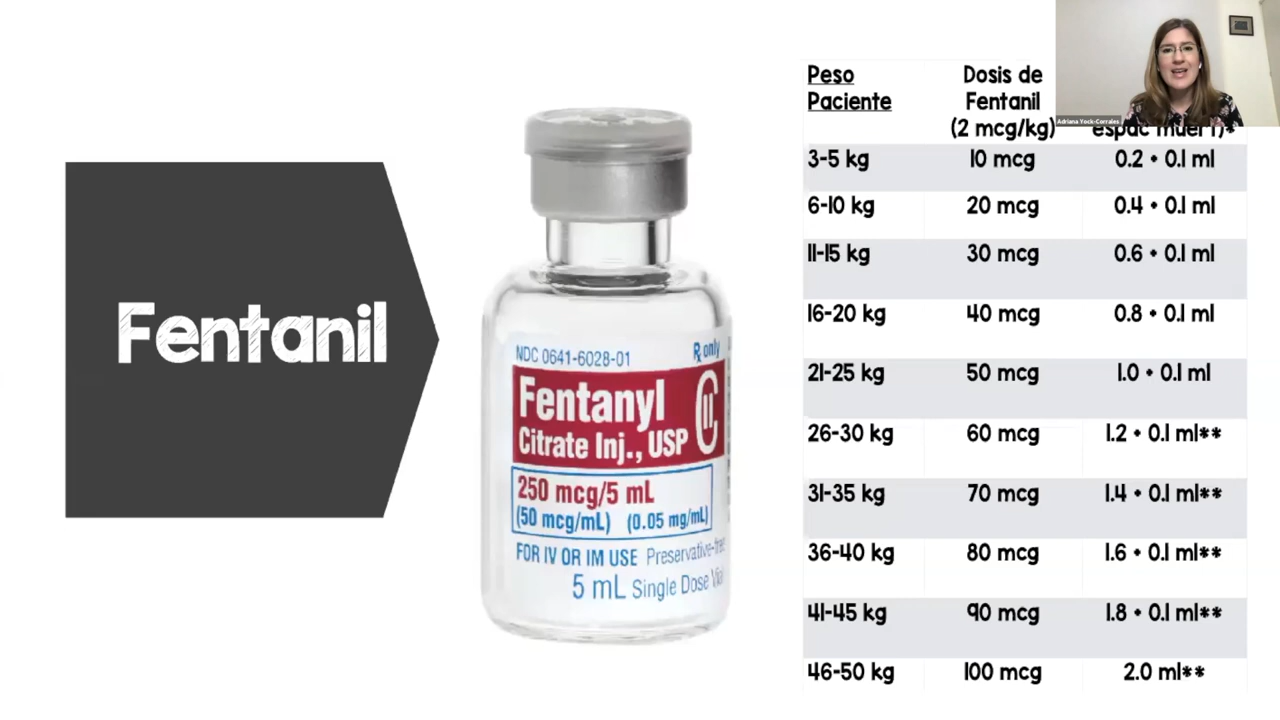 Fentanil
NDC 0641-6028-01
Rx only
Fentanyl
CII
Citrate Inj., USP
250 mcg/5 mL
(50 mcg/mL) (0.05 mg/mL)
FOR IV OR IM USE Preservative-free
5 mL Single Dose Vial
Peso Dosis de
Paciente Fentanil
(2 mcg/kg) espac muert)*
3-5 kg 10 mcg 0.2 + 0.1 ml
6-10 kg 20 mcg 0.4 + 0.1 ml
11-15 kg 30 mcg 0.6 + 0.1 ml
16-20 kg 40 mcg 0.8 + 0.1 ml
21-25 kg 50 mcg 1.0 + 0.1 ml
26-30 kg 60 mcg 1.2 + 0.1 ml**
31-35 kg 70 mcg 1.4 + 0.1 ml**
36-40 kg 80 mcg 1.6 + 0.1 ml**
41-45 kg 90 mcg 1.8 + 0.1 ml**
46-50 kg 100 mcg 2.0 ml**
Adriana Yock-Corrales